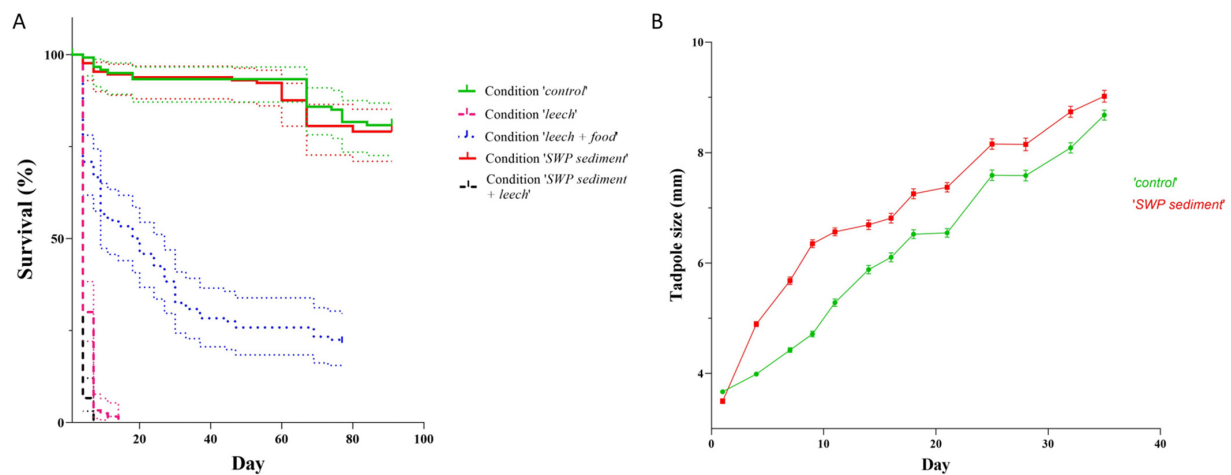 A
Survival (%)
100
50
0
20
40
60
80
100
Day
Condition 'control'
Condition 'leech'
Condition 'leech + food'
Condition 'SWP sediment'
Condition 'SWP sediment
+ leech'
B
Tadpole size (mm)
10
8
6
4
0
10
20
30
40
Day
'control'
'SWP sediment'